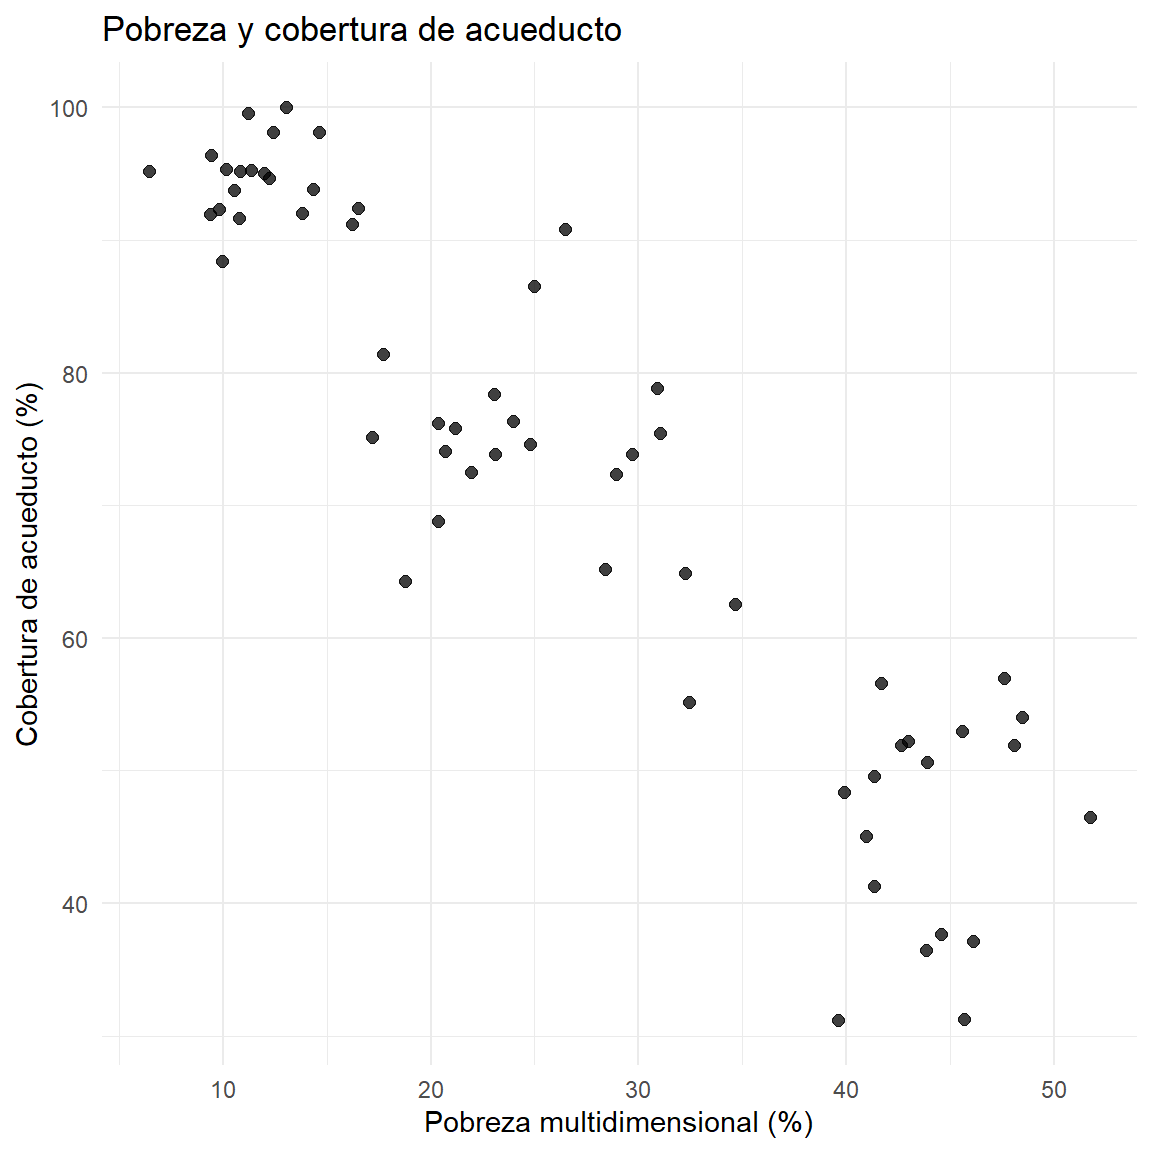 Pobreza y cobertura de acueducto
Cobertura de acueducto (%)
100
80
60
40
10 20 30 40 50
Pobreza multidimensional (%)